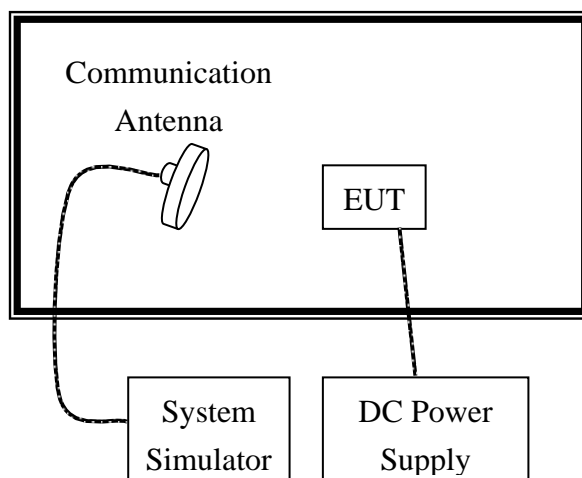 Communication
Antenna
EUT
System
Simulator
DC Power
Supply